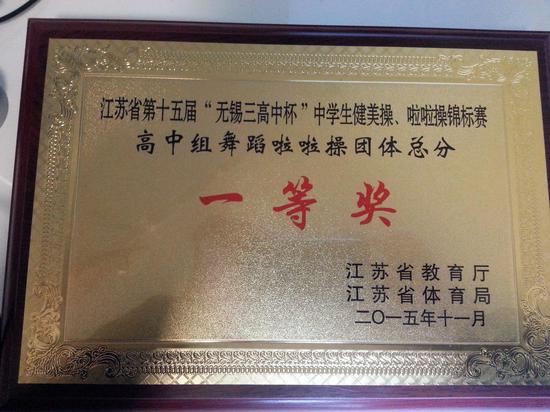 江苏省第十五届“无锡三高中杯”中学生健美操、啦啦操锦标赛
高中组舞蹈啦啦操团体总分
一等奖
江苏省教育厅
江苏省体育局
二〇一五年十一月